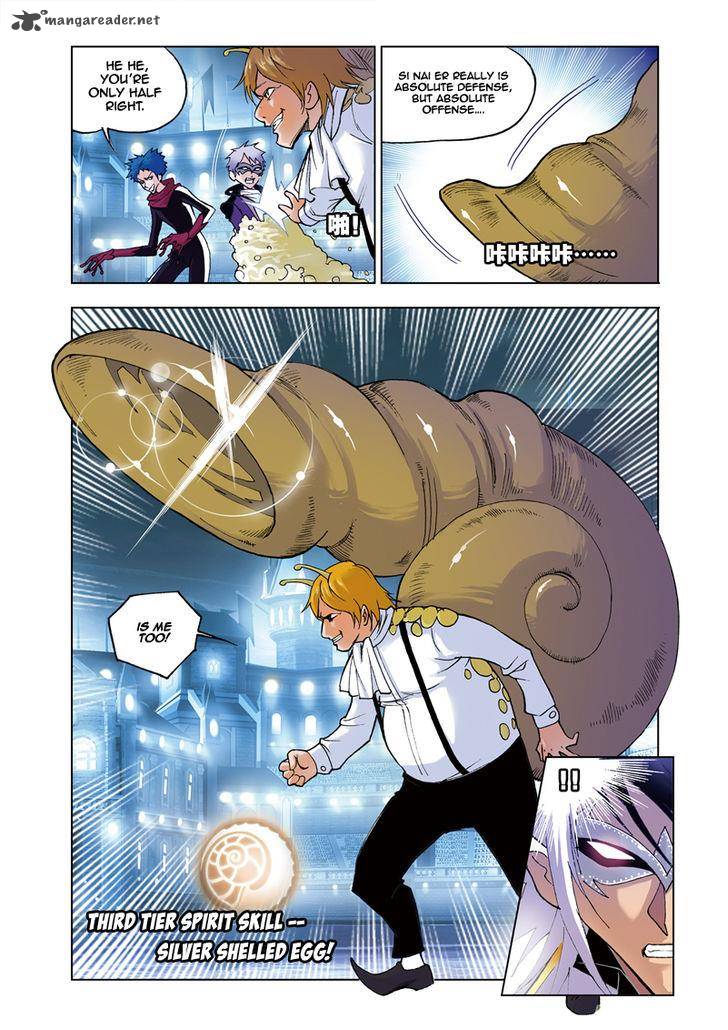 mangareader.net
HE HE,
YOU'RE
ONLY HALF
RIGHT.
啪!
SI NAI ER REALLY IS
ABSOLUTE DEFENSE,
BUT ABSOLUTE
OFFENSE....
咔咔咔咔……
IS ME
TOO!
!!
THIRD TIER SPIRIT SKILL --
SILVER SHELLED EGG!